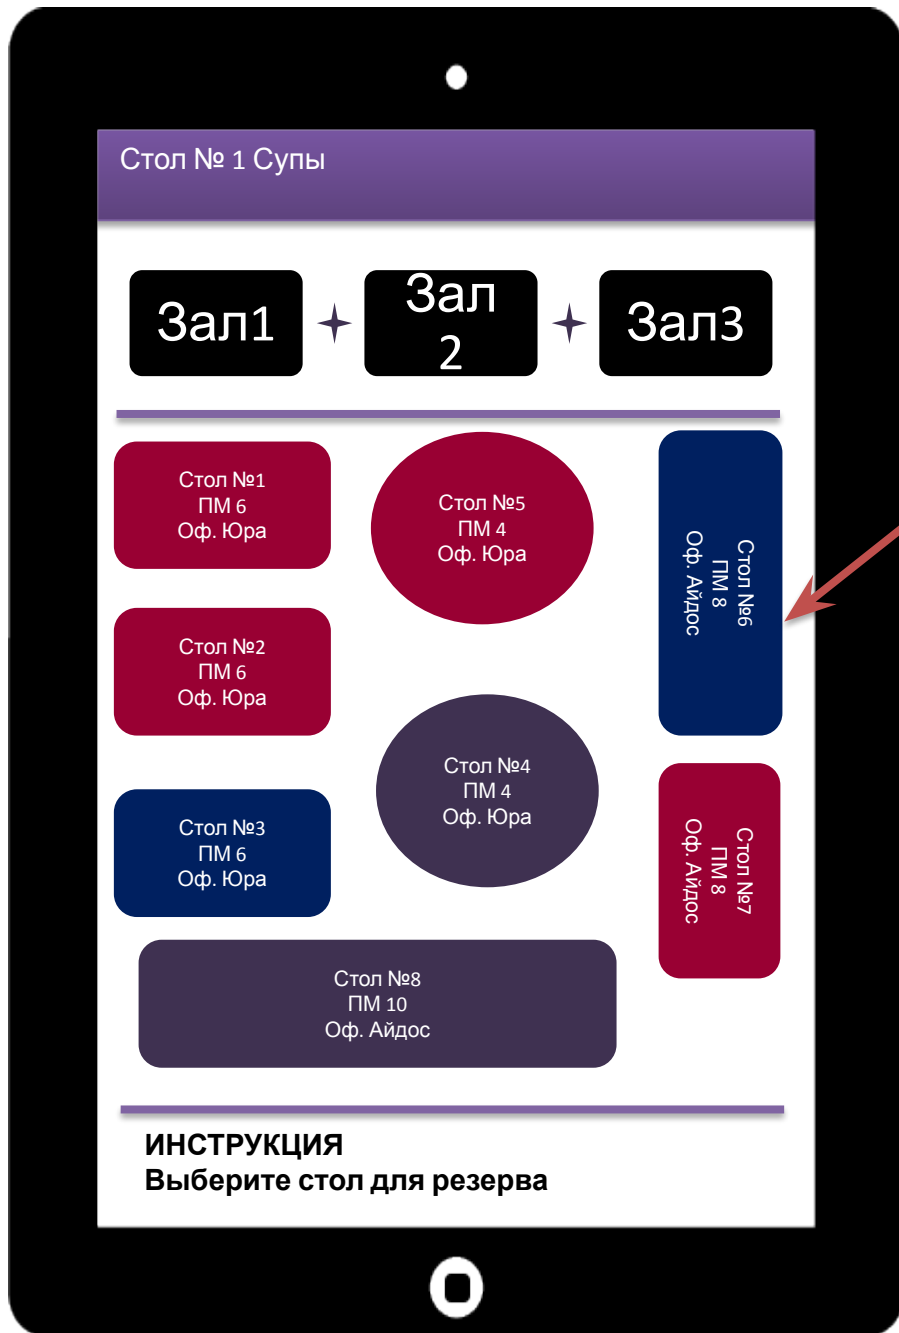 Стол № 1 Супы
Зал1
Зал
2
Зал3
Стол №1
ПМ 6
Оф. Юра
Стол №5
ПМ 4
Оф. Юра
Стол №6
ПМ 8
Оф. Айдос
Стол №2
ПМ 6
Оф. Юра
Стол №4
ПМ 4
Оф. Юра
Стол №3
ПМ 6
Оф. Юра
Стол №7
ПМ 8
Оф. Айдос
Стол №8
ПМ 10
Оф. Айдос
ИНСТРУКЦИЯ
Выберите стол для резерва